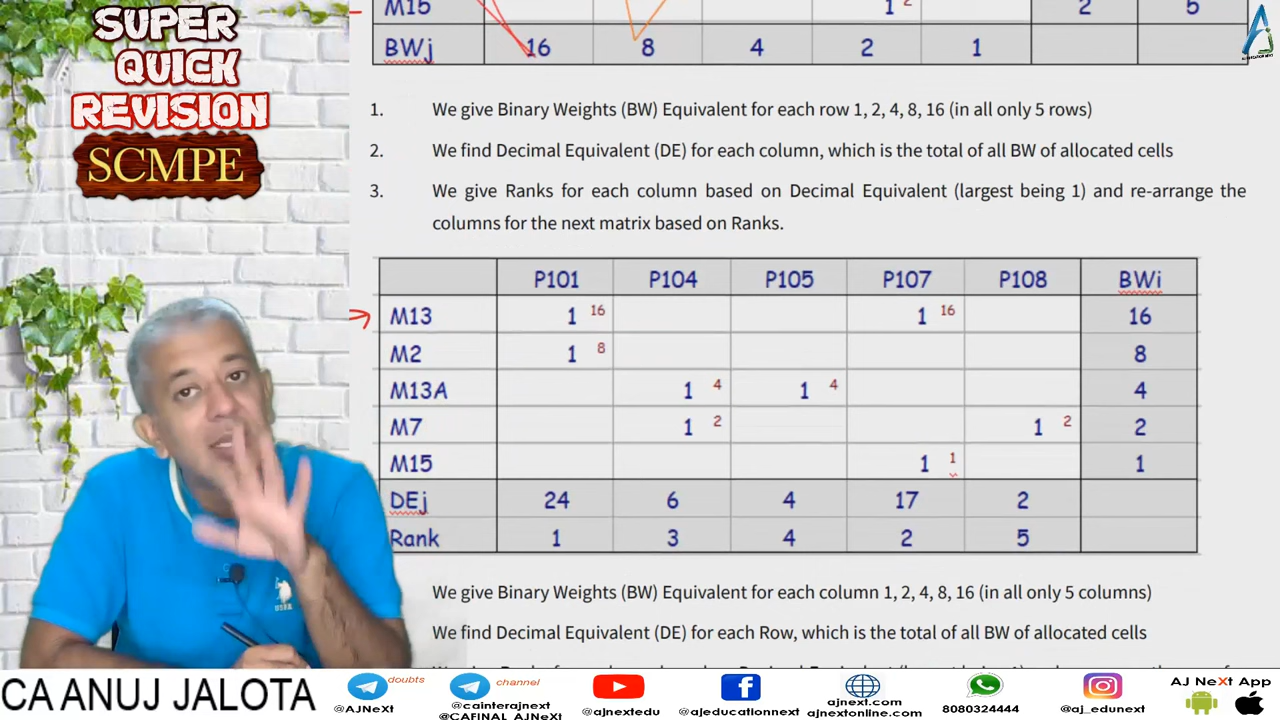 SUPER
QUICK
REVISION
SCMPE
M15 1 2 2 5
BWj 16 8 4 2 1
1. We give Binary Weights (BW) Equivalent for each row 1, 2, 4, 8, 16 (in all only 5 rows)
2. We find Decimal Equivalent (DE) for each column, which is the total of all BW of allocated cells
3. We give Ranks for each column based on Decimal Equivalent (largest being 1) and re-arrange the
columns for the next matrix based on Ranks.
P101 P104 P105 P107 P108 BWi
M13 1 16 1 16 16
M2 1 8 8
M13A 1 4 1 4 4
M7 1 2 1 2 2
M15 1 1 1
DEj 24 6 4 17 2
Rank 1 3 4 2 5
We give Binary Weights (BW) Equivalent for each column 1, 2, 4, 8, 16 (in all only 5 columns)
We find Decimal Equivalent (DE) for each Row, which is the total of all BW of allocated cells
CA ANUJ JALOTA
doubts
@AJNeXt
channel
@cainterajnext
@CAFINAL_AJNeXt
@ajnextedu
@ajeducationnext
ajnext.com
ajnextonline.com
8080324444
@aj_edunext
AJ NeXt App